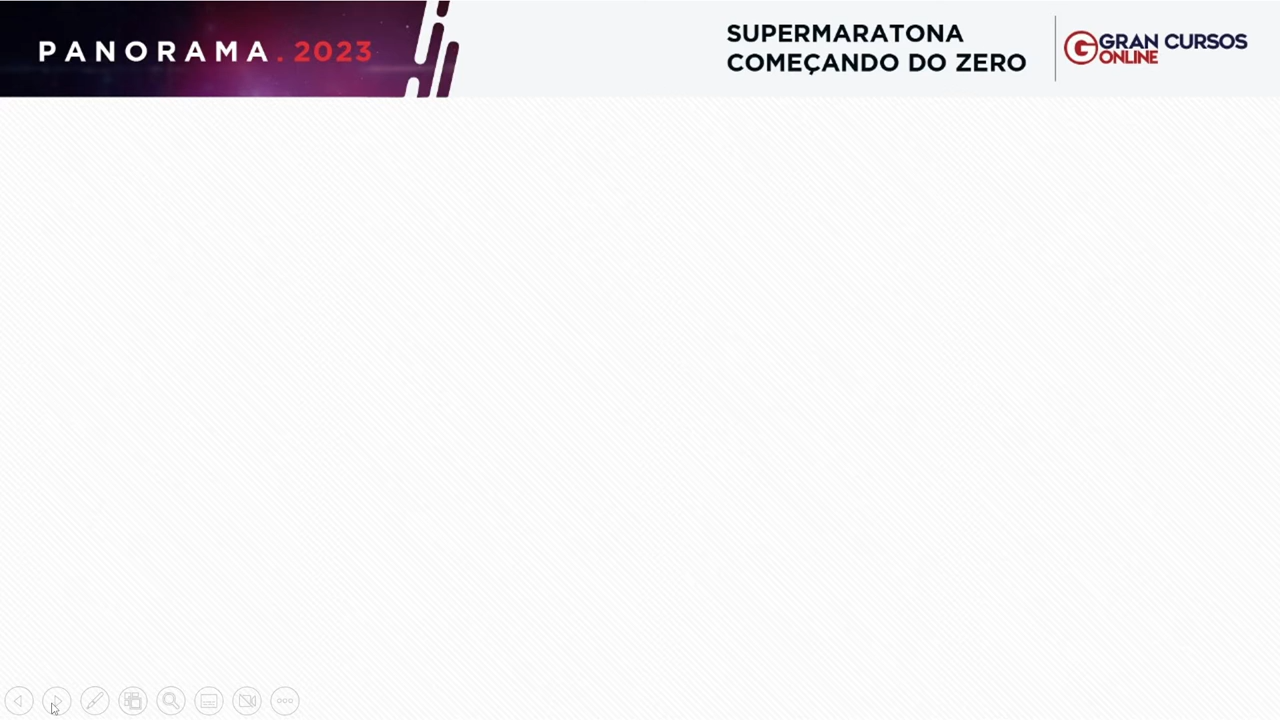 PANORAMA.2023
SUPERMARATONA
COMEÇANDO DO ZERO
GRAN CURSOS
ONLINE